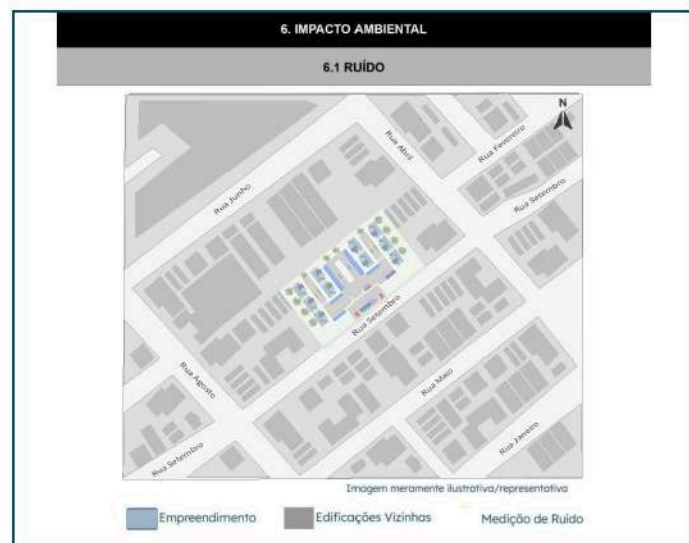 6. IMPACTO AMBIENTAL
6.1 RUÍDO
N
Rua Abril
Rua Fevereiro
Rua Junho
Rua Setembro
Rua Setembro
Rua Maio
Rua Agosto
Rua Janeiro
Rua Setembro
Imagem meramente ilustrativa/representativa
Empreendimento
Edificações Vizinhas
Medição de Ruído